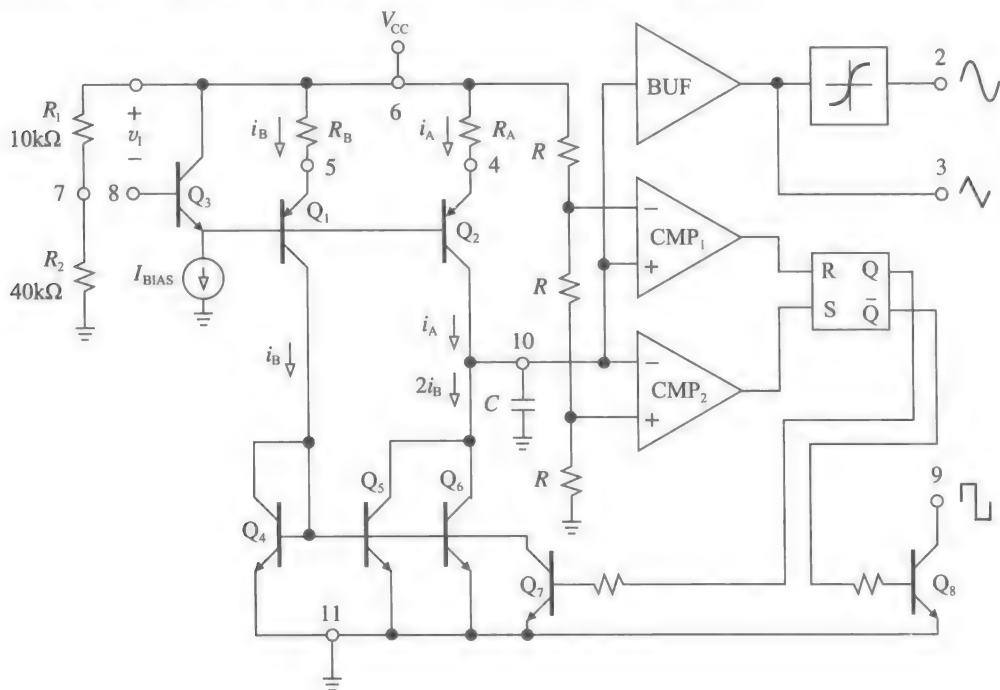 V_CC
6
R_1
10kΩ
+
v_I
−
7
8
R_2
40kΩ
Q_3
I_BIAS
i_B
R_B
5
Q_1
i_A
R_A
4
Q_2
i_B
i_A
2i_B
10
C
R
R
R
BUF
2
3
−
CMP_1
+
−
CMP_2
+
R
Q
S
Q̄
Q_4
Q_5
Q_6
Q_7
9
Q_8
11